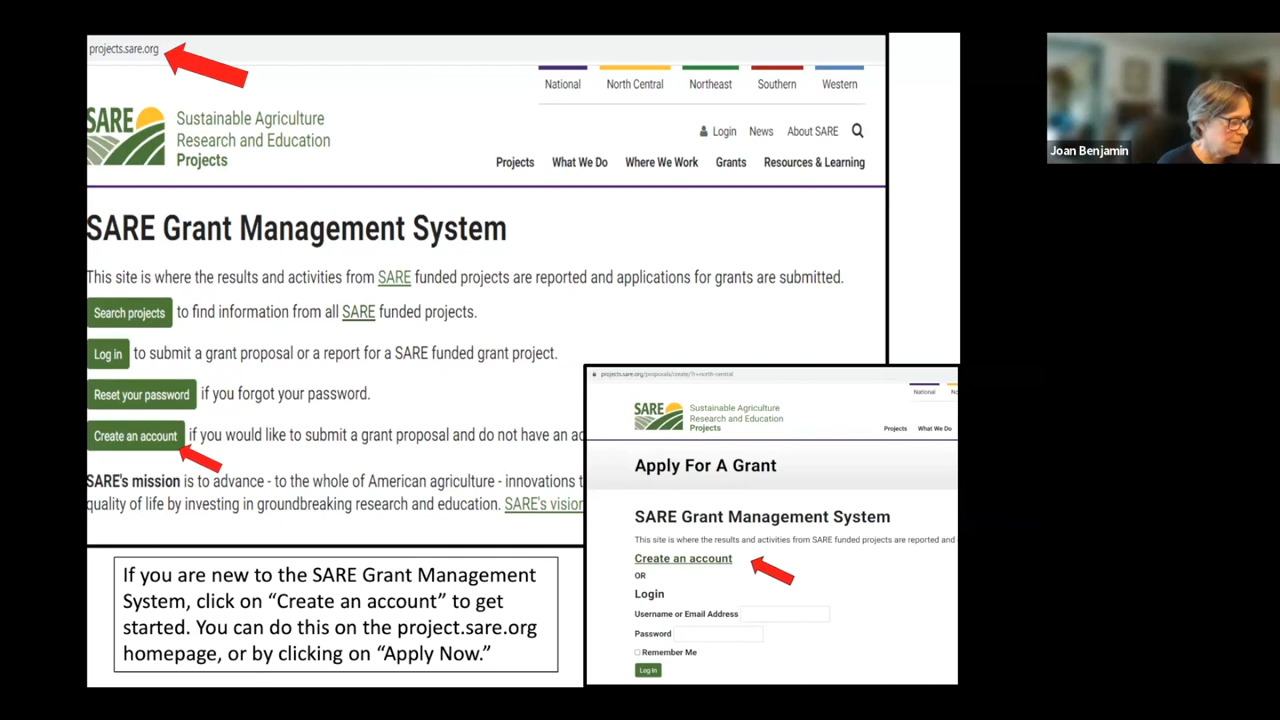 projects.sare.org
National North Central Northeast Southern Western
SARE
Sustainable Agriculture
Research and Education
Projects
Login News About SARE
Projects What We Do Where We Work Grants Resources & Learning
SARE Grant Management System
This site is where the results and activities from SARE funded projects are reported and applications for grants are submitted.
Search projects to find information from all SARE funded projects.
Log in to submit a grant proposal or a report for a SARE funded grant project.
Reset your password if you forgot your password.
Create an account if you would like to submit a grant proposal and do not have an ac
SARE's mission is to advance - to the whole of American agriculture - innovations t
quality of life by investing in groundbreaking research and education. SARE's vision
If you are new to the SARE Grant Management
System, click on “Create an account” to get
started. You can do this on the project.sare.org
homepage, or by clicking on “Apply Now.”
projects.sare.org/proposals/create/?r=north-central
National No
SARE
Sustainable Agriculture
Research and Education
Projects
Projects What We Do
Apply For A Grant
SARE Grant Management System
This site is where the results and activities from SARE funded projects are reported and
Create an account
OR
Login
Username or Email Address
Password
Remember Me
Log In
Joan Benjamin